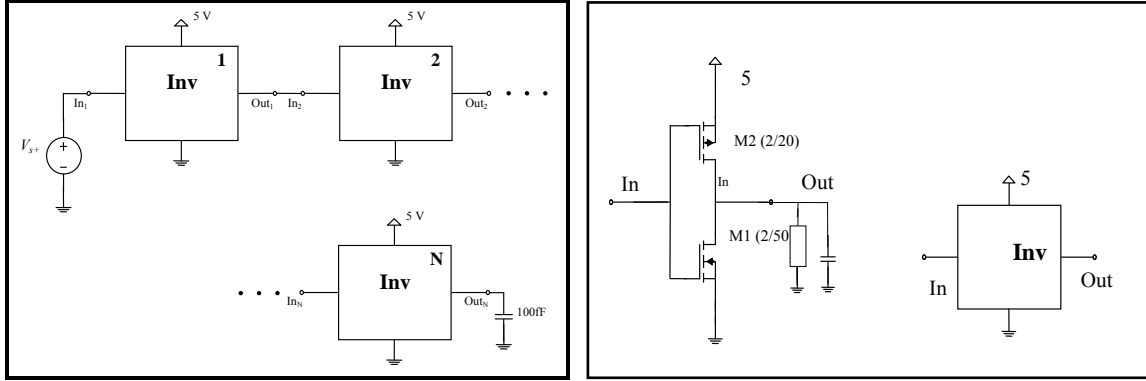 5 V
1
Inv
In1
Out1
5 V
2
Inv
In2
Out2
Vs+
+
−
5 V
N
Inv
InN
OutN
100fF
5
M2 (2/20)
In
In
Out
M1 (2/50
5
Inv
In
Out